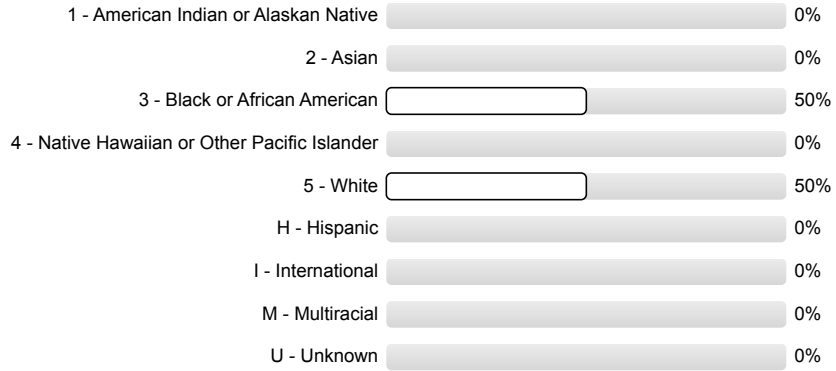 1 - American Indian or Alaskan Native 0%
2 - Asian 0%
3 - Black or African American 50%
4 - Native Hawaiian or Other Pacific Islander 0%
5 - White 50%
H - Hispanic 0%
I - International 0%
M - Multiracial 0%
U - Unknown 0%